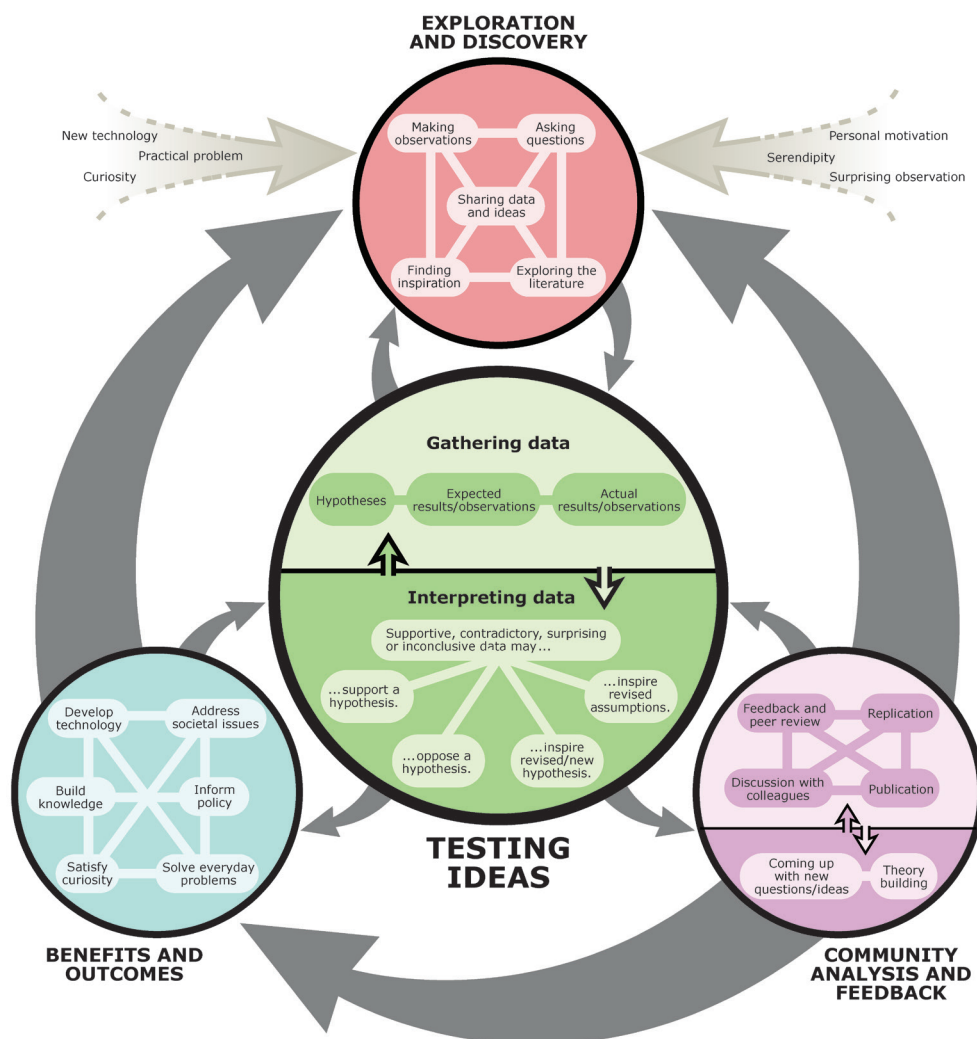 EXPLORATION
AND DISCOVERY
New technology
Practical problem
Curiosity
Personal motivation
Serendipity
Surprising observation
Making
observations
Asking
questions
Sharing data
and ideas
Finding
inspiration
Exploring the
literature
Gathering data
Hypotheses
Expected
results/observations
Actual
results/observations
Interpreting data
Supportive, contradictory, surprising
or inconclusive data may...
...support a
hypothesis.
...oppose a
hypothesis.
...inspire
revised/new
hypothesis.
...inspire
revised
assumptions.
TESTING
IDEAS
Develop
technology
Address
societal issues
Build
knowledge
Inform
policy
Satisfy
curiosity
Solve everyday
problems
BENEFITS AND
OUTCOMES
Feedback and
peer review
Replication
Discussion with
colleagues
Publication
Coming up
with new
questions/ideas
Theory
building
COMMUNITY
ANALYSIS AND
FEEDBACK